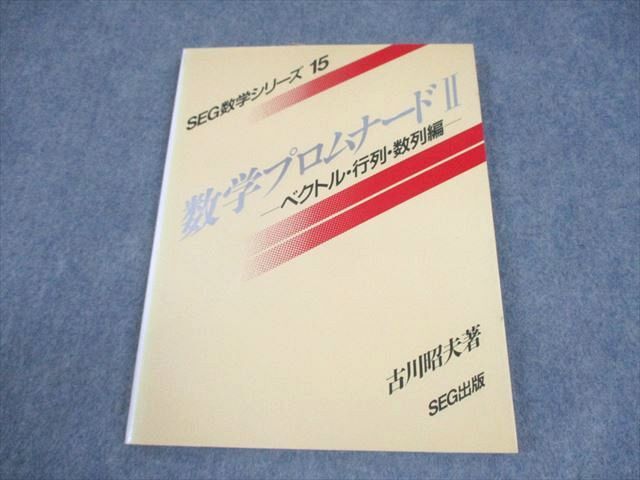 SEG数学シリーズ 15
数学プロムナードⅡ
―ベクトル・行列・数列編―
古川昭夫著
SEG出版